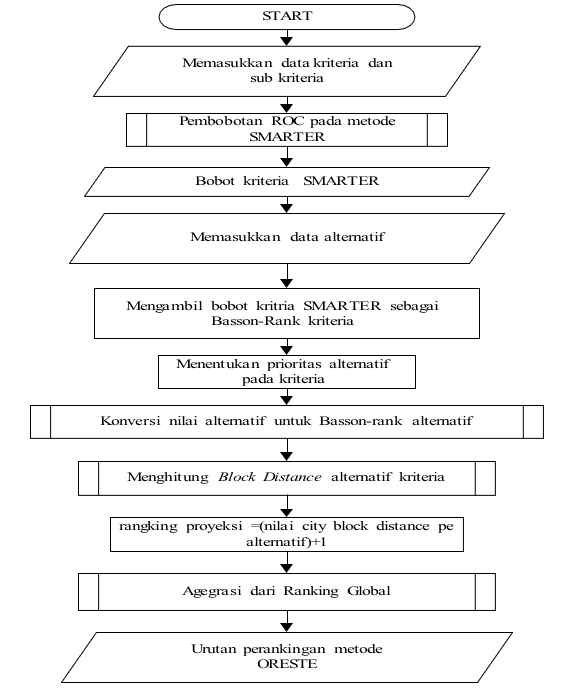 START
Memasukkan data kriteria dan
sub kriteria
Pembobotan ROC pada metode
SMARTER
Bobot kriteria SMARTER
Memasukkan data alternatif
Mengambil bobot kritria SMARTER sebagai
Basson-Rank kriteria
Menentukan prioritas alternatif
pada kriteria
Konversi nilai alternatif untuk Basson-rank alternatif
Menghitung Block Distance alternatif kriteria
rangking proyeksi =(nilai city block distance pe
alternatif)+1
Agegrasi dari Ranking Global
Urutan perankingan metode
ORESTE